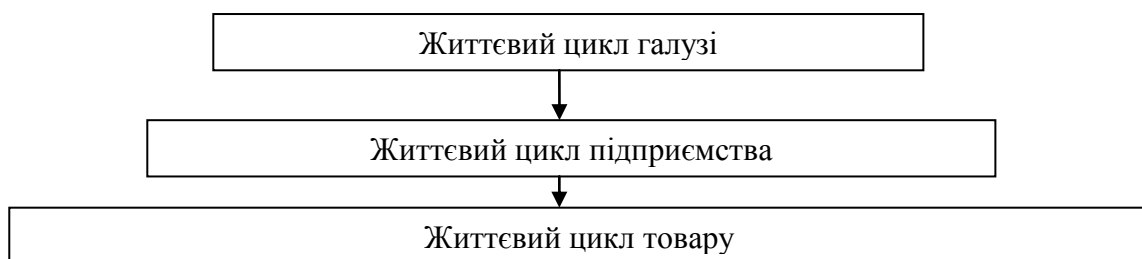 Життєвий цикл галузі
Життєвий цикл підприємства
Життєвий цикл товару